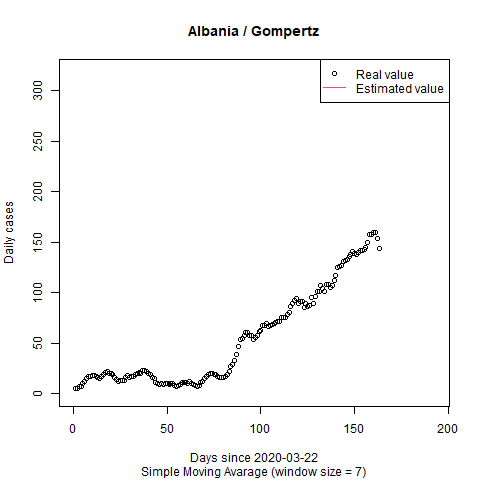 Albania / Gompertz
Real value
Estimated value
Daily cases
300
250
200
150
100
50
0
0 50 100 150 200
Days since 2020-03-22
Simple Moving Avarage (window size = 7)